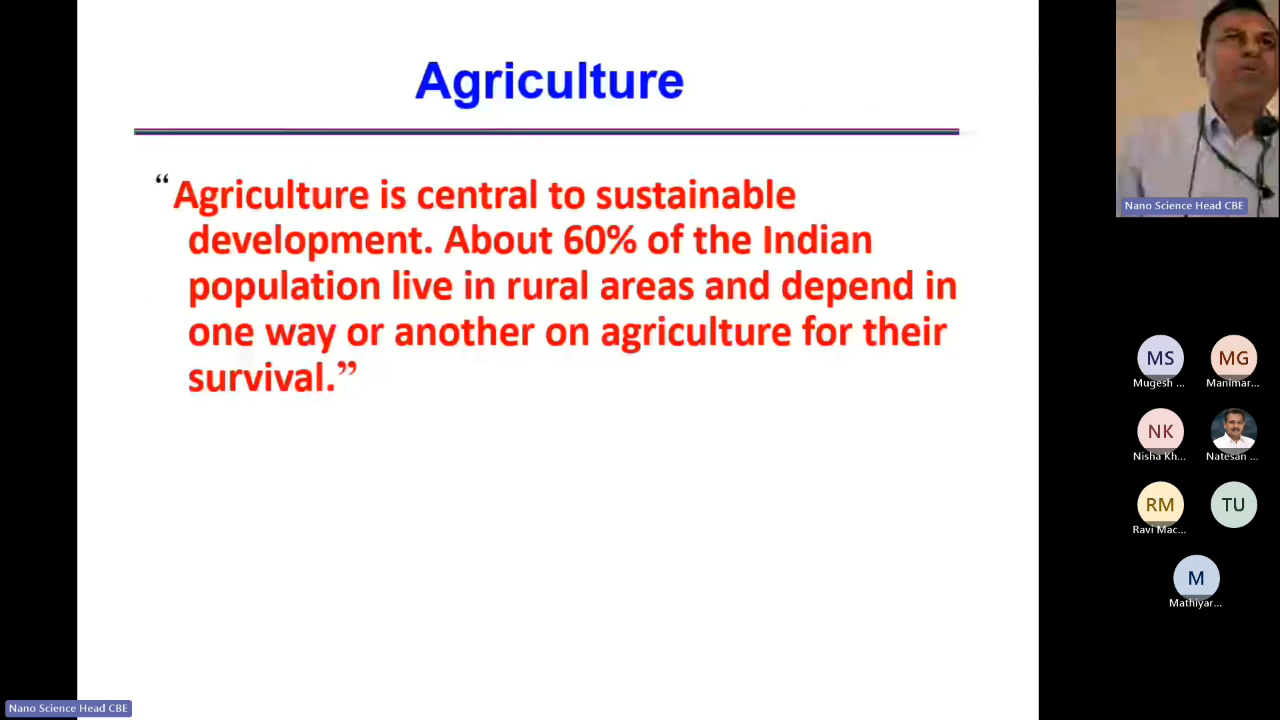 Agriculture
“Agriculture is central to sustainable
development. About 60% of the Indian
population live in rural areas and depend in
one way or another on agriculture for their
survival.”
Nano Science Head CBE
MS
MG
Mugesh ...
Manimar...
NK
Nisha Kh...
Natesan ...
RM
TU
Ravi Mac...
M
Mathiyar...
Nano Science Head CBE